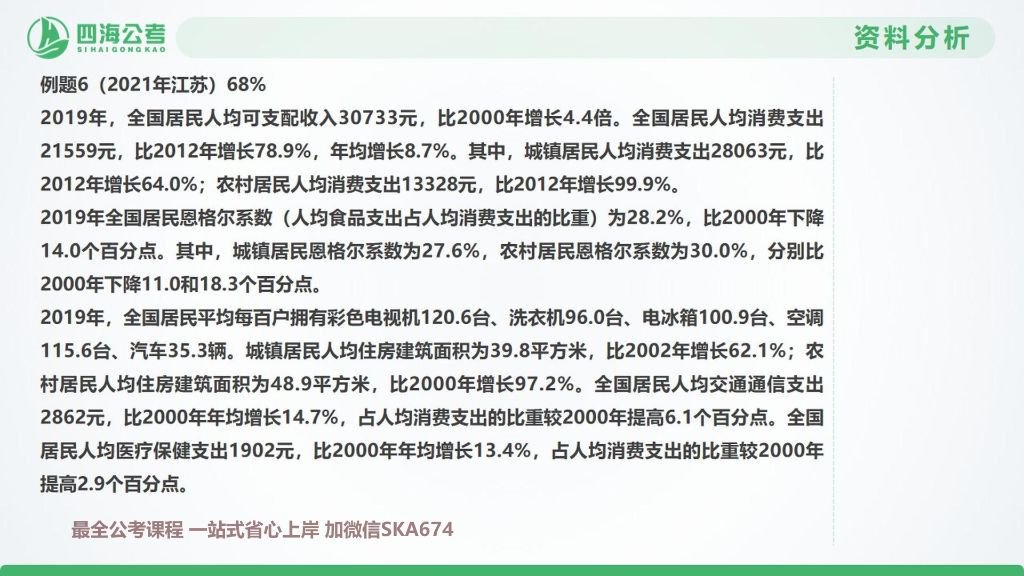 四海公考
SIHAIGONGKAO
资料分析
例题6（2021年江苏）68%
2019年，全国居民人均可支配收入30733元，比2000年增长4.4倍。全国居民人均消费支出
21559元，比2012年增长78.9%，年均增长8.7%。其中，城镇居民人均消费支出28063元，比
2012年增长64.0%；农村居民人均消费支出13328元，比2012年增长99.9%。
2019年全国居民恩格尔系数（人均食品支出占人均消费支出的比重）为28.2%，比2000年下降
14.0个百分点。其中，城镇居民恩格尔系数为27.6%，农村居民恩格尔系数为30.0%，分别比
2000年下降11.0和18.3个百分点。
2019年，全国居民平均每百户拥有彩色电视机120.6台、洗衣机96.0台、电冰箱100.9台、空调
115.6台、汽车35.3辆。城镇居民人均住房建筑面积为39.8平方米，比2002年增长62.1%；农
村居民人均住房建筑面积为48.9平方米，比2000年增长97.2%。全国居民人均交通通信支出
2862元，比2000年年均增长14.7%，占人均消费支出的比重较2000年提高6.1个百分点。全国
居民人均医疗保健支出1902元，比2000年年均增长13.4%，占人均消费支出的比重较2000年
提高2.9个百分点。
最全公考课程 一站式省心上岸 加微信SKA674